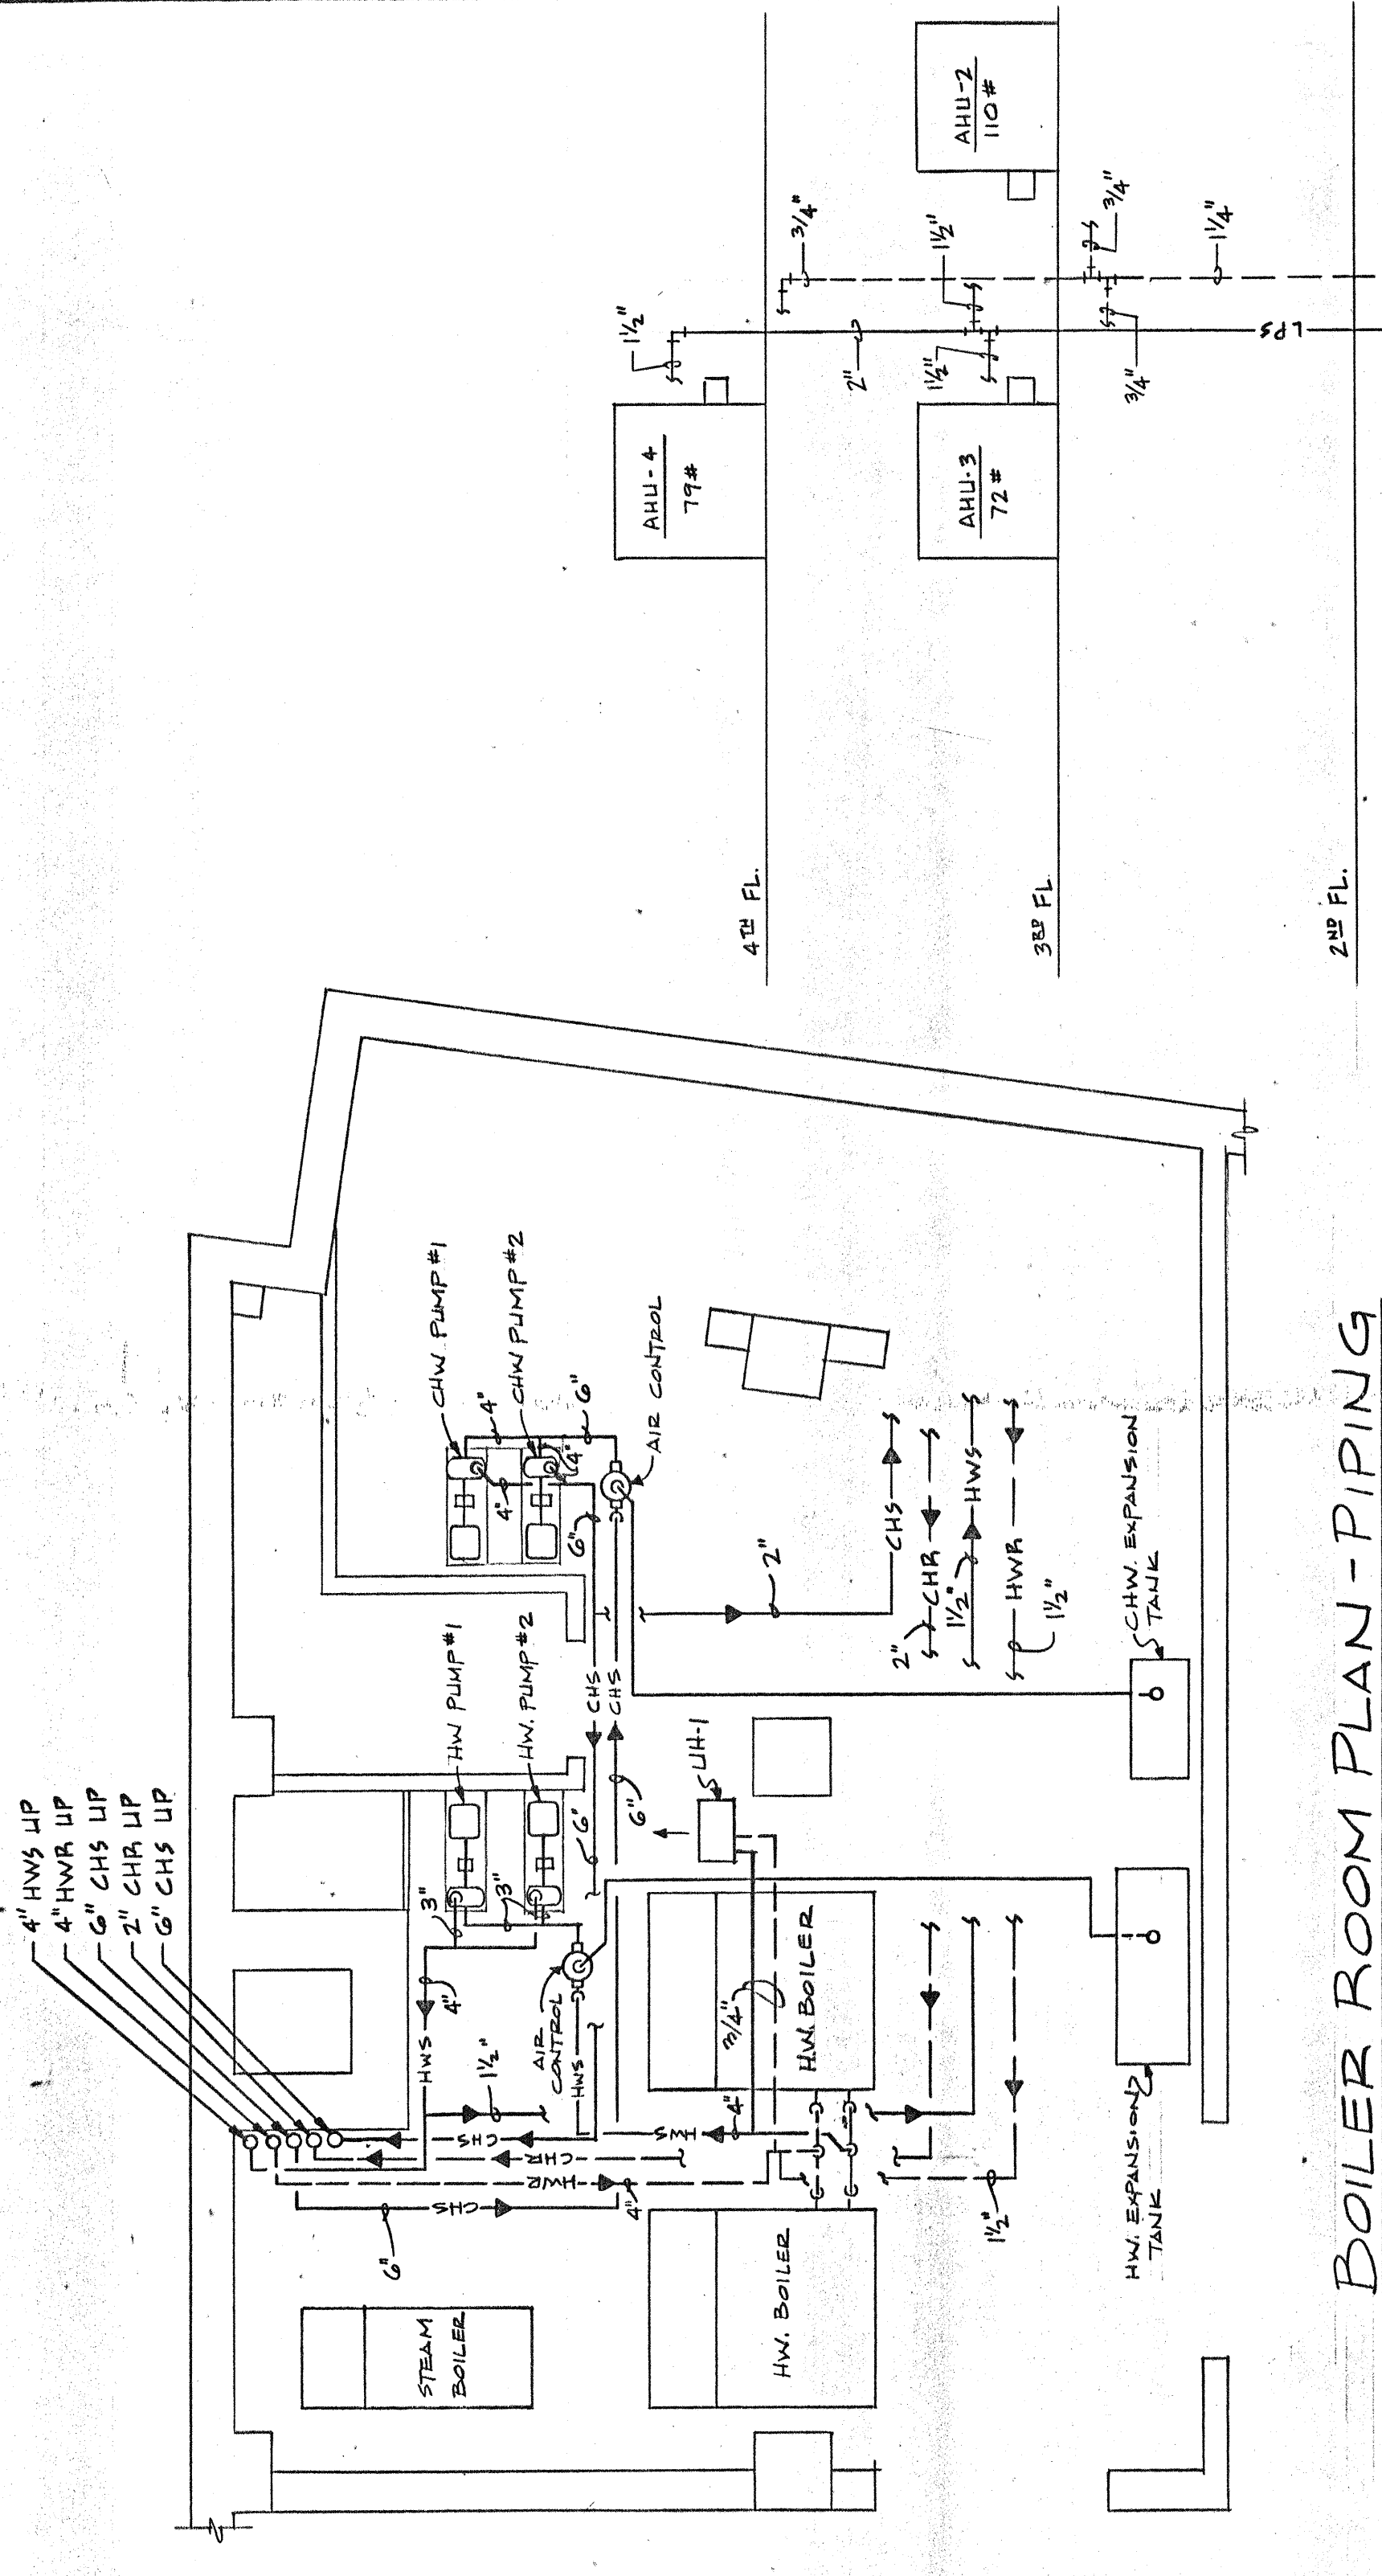 4" HWS UP
4" HWR UP
6" CHS UP
2" CHR UP
6" CHS UP
STEAM
BOILER
HW. BOILER
H.W. BOILER
6"
CHS
HWR
4"
CHR
CHS
HWS
4"
HWS
4"
1½"
AIR
CONTROL
HWS
3"
3"
HW PUMP #1
HW. PUMP #2
6"
6"
CHS
CHS
UH-1
3/4"
CHW. PUMP #1
CHW PUMP #2
4"
4"
4"
6"
6"
AIR CONTROL
2"
CHS
2"
CHR
1½"
HWS
HWR
1½"
1½"
HW. EXPANSION
TANK
CHW. EXPANSION
TANK
BOILER ROOM PLAN - PIPING
4TH FL.
3RD FL.
2ND FL.
AHU-4
79#
AHU-3
72#
AHU-2
110#
1½"
3/4"
2"
1½"
1½"
3/4"
3/4"
1¼"
LPS